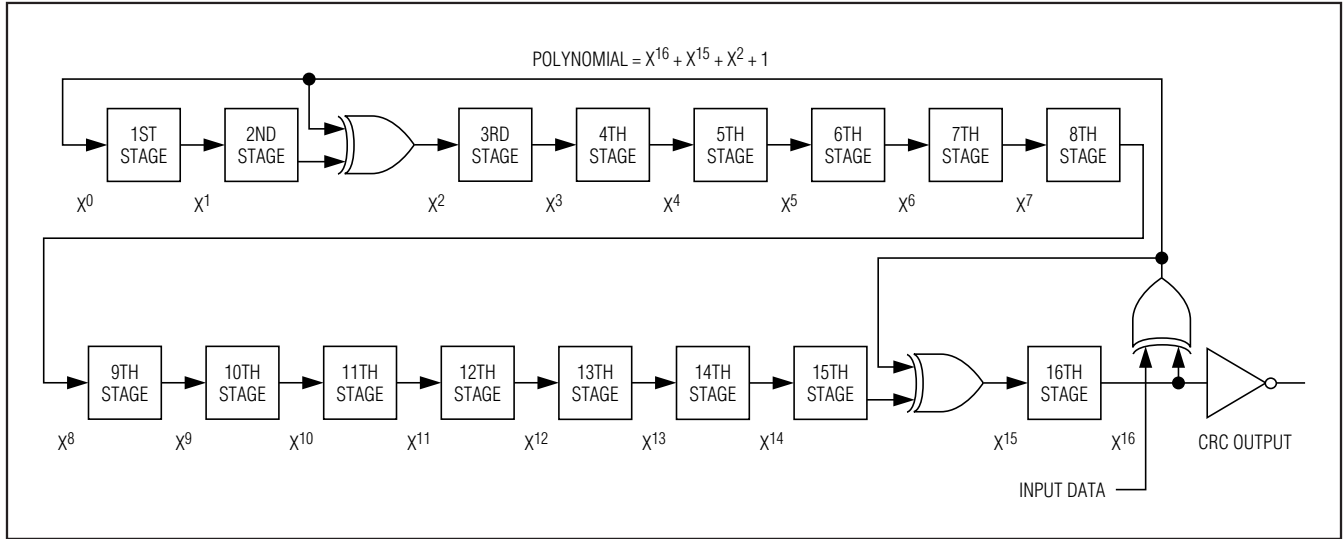 POLYNOMIAL = X¹⁶ + X¹⁵ + X² + 1
1ST
STAGE
2ND
STAGE
3RD
STAGE
4TH
STAGE
5TH
STAGE
6TH
STAGE
7TH
STAGE
8TH
STAGE
X⁰ X¹ X² X³ X⁴ X⁵ X⁶ X⁷
9TH
STAGE
10TH
STAGE
11TH
STAGE
12TH
STAGE
13TH
STAGE
14TH
STAGE
15TH
STAGE
16TH
STAGE
X⁸ X⁹ X¹⁰ X¹¹ X¹² X¹³ X¹⁴ X¹⁵ X¹⁶
CRC OUTPUT
INPUT DATA